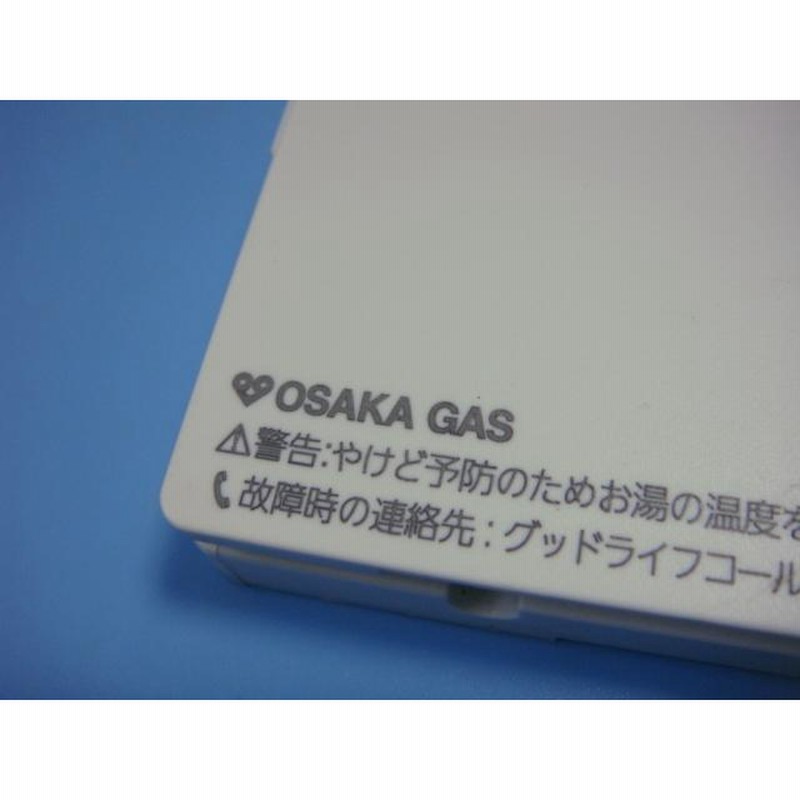 OSAKA GAS
⚠警告:やけど予防のためお湯の温度を
故障時の連絡先:グッドライフコール